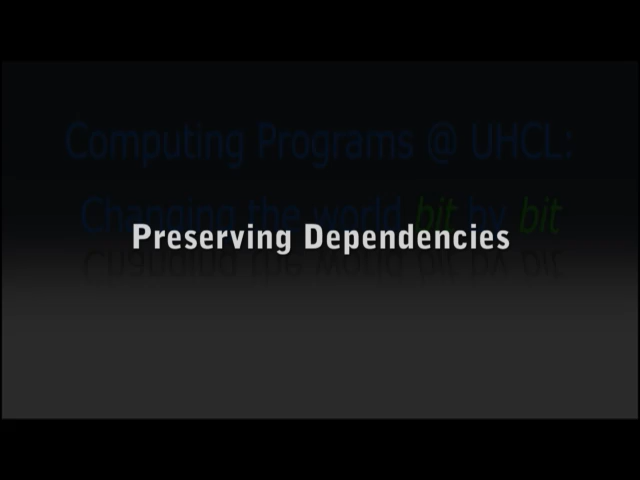 Computing Programs @ UHCL:
Changing the world bit by bit
Preserving Dependencies